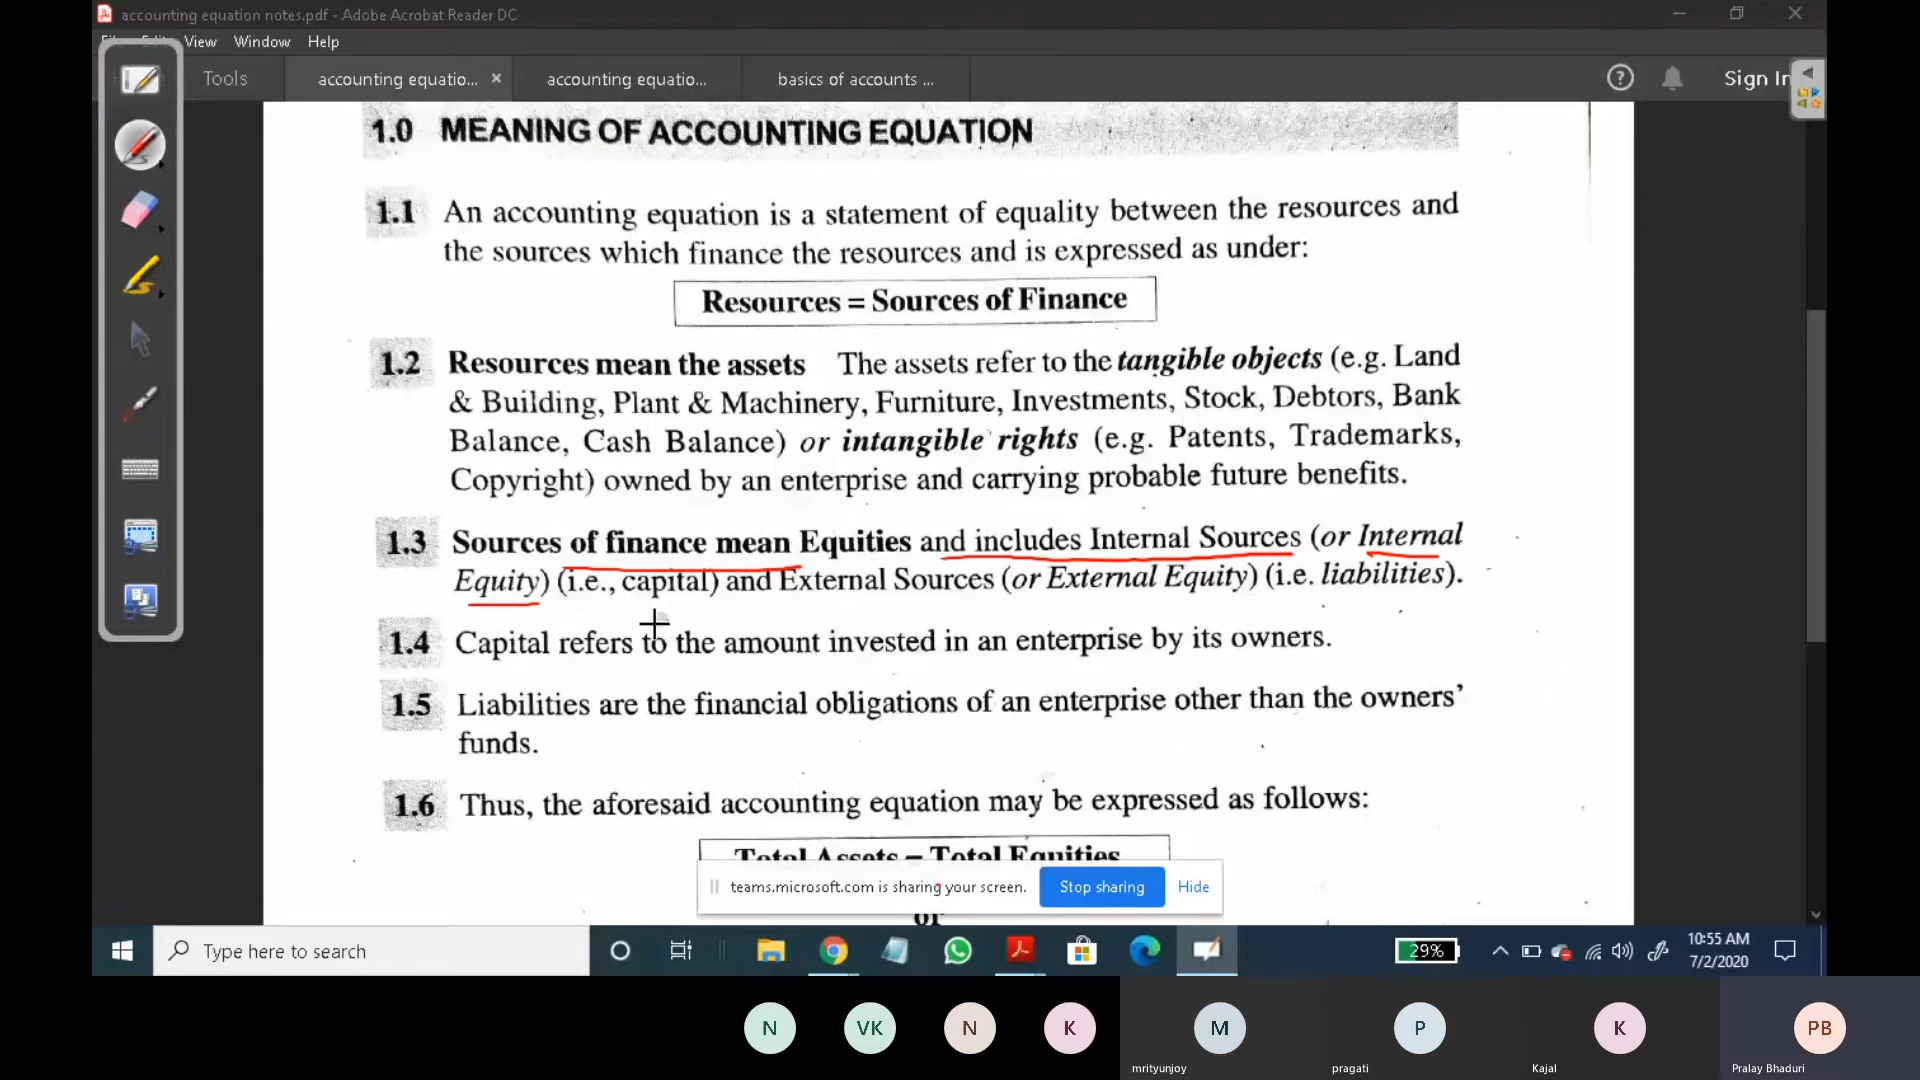 accounting equation notes.pdf - Adobe Acrobat Reader DC
View Window Help
Tools
accounting equatio... ×
accounting equatio...
basics of accounts ...
Sign In
1.0 MEANING OF ACCOUNTING EQUATION
1.1 An accounting equation is a statement of equality between the resources and
the sources which finance the resources and is expressed as under:
Resources = Sources of Finance
1.2 Resources mean the assets The assets refer to the tangible objects (e.g. Land
& Building, Plant & Machinery, Furniture, Investments, Stock, Debtors, Bank
Balance, Cash Balance) or intangible rights (e.g. Patents, Trademarks,
Copyright) owned by an enterprise and carrying probable future benefits.
1.3 Sources of finance mean Equities and includes Internal Sources (or Internal
Equity) (i.e., capital) and External Sources (or External Equity) (i.e. liabilities).
1.4 Capital refers to the amount invested in an enterprise by its owners.
1.5 Liabilities are the financial obligations of an enterprise other than the owners'
funds.
1.6 Thus, the aforesaid accounting equation may be expressed as follows:
Total Assets = Total Equities
teams.microsoft.com is sharing your screen. Stop sharing Hide
or
Type here to search
29%
10:55 AM
7/2/2020
N VK N K M P K PB
mrityunjoy pragati Kajal Pralay Bhaduri